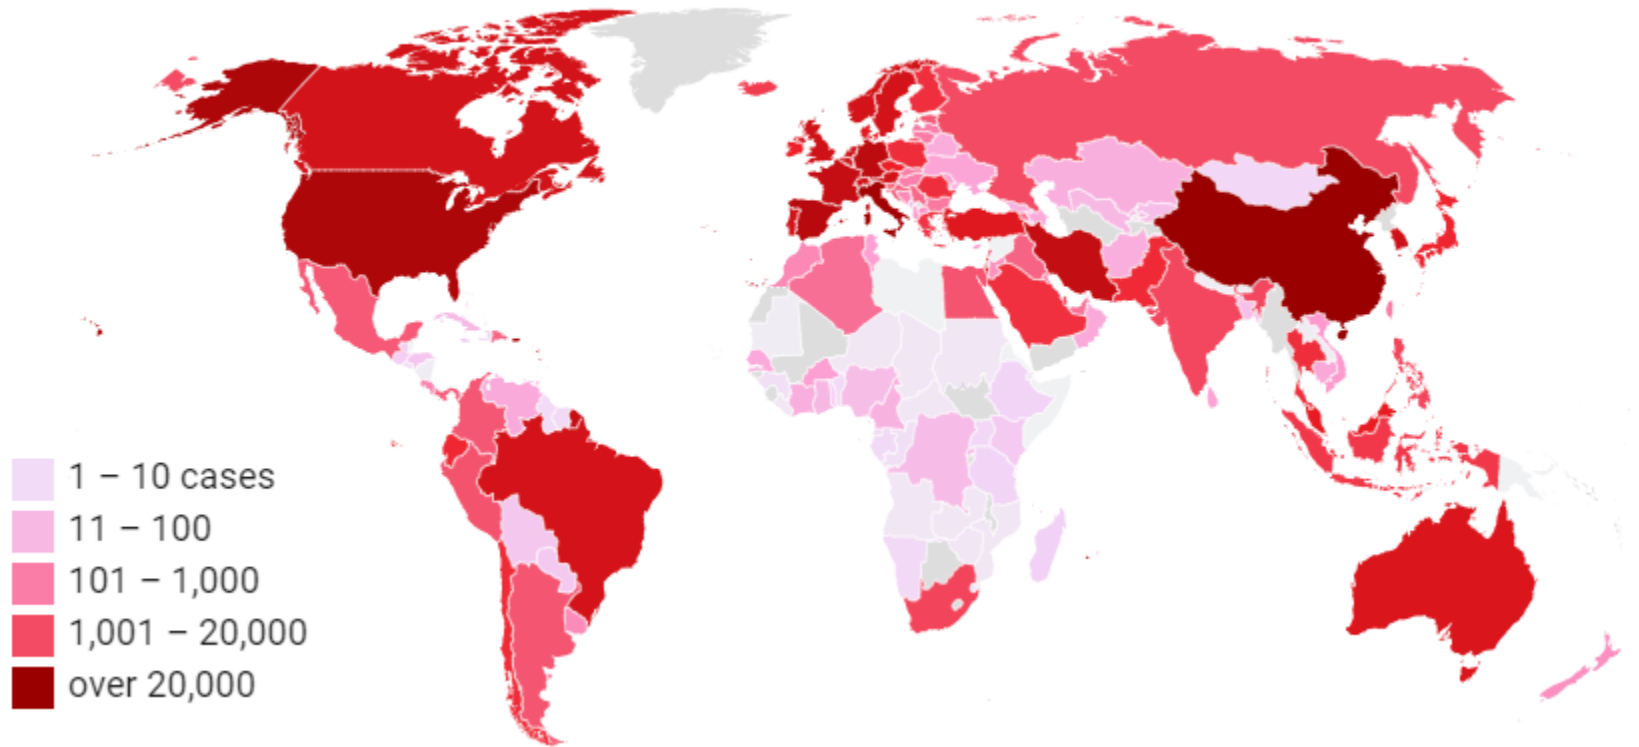 1 – 10 cases
11 – 100
101 – 1,000
1,001 – 20,000
over 20,000